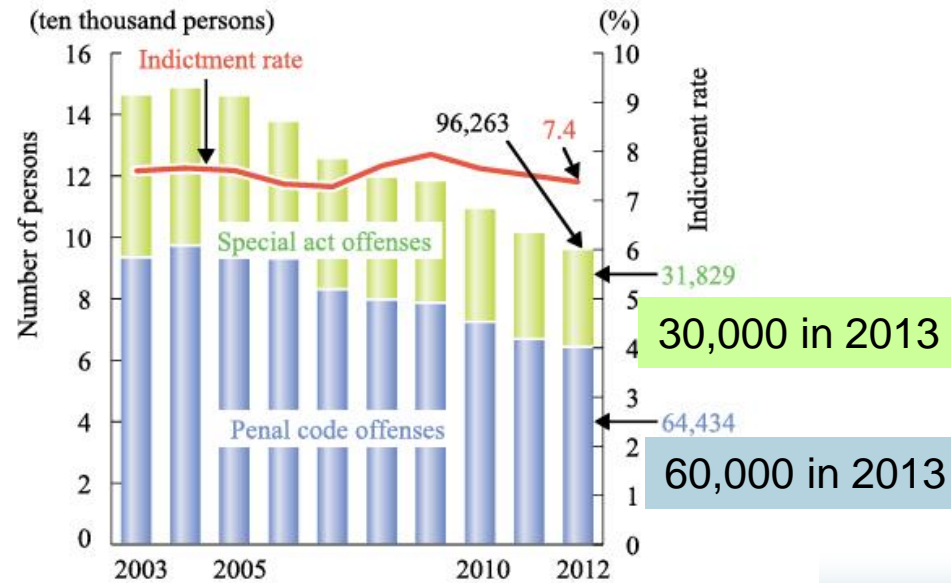 (ten thousand persons)
(%)
16
14
12
10
8
6
4
2
0
Number of persons
Indictment rate
96,263
7.4
Special act offenses
Penal code offenses
10
9
8
7
6
5
4
3
2
1
0
Indictment rate
31,829
30,000 in 2013
64,434
60,000 in 2013
2003 2005 2010 2012